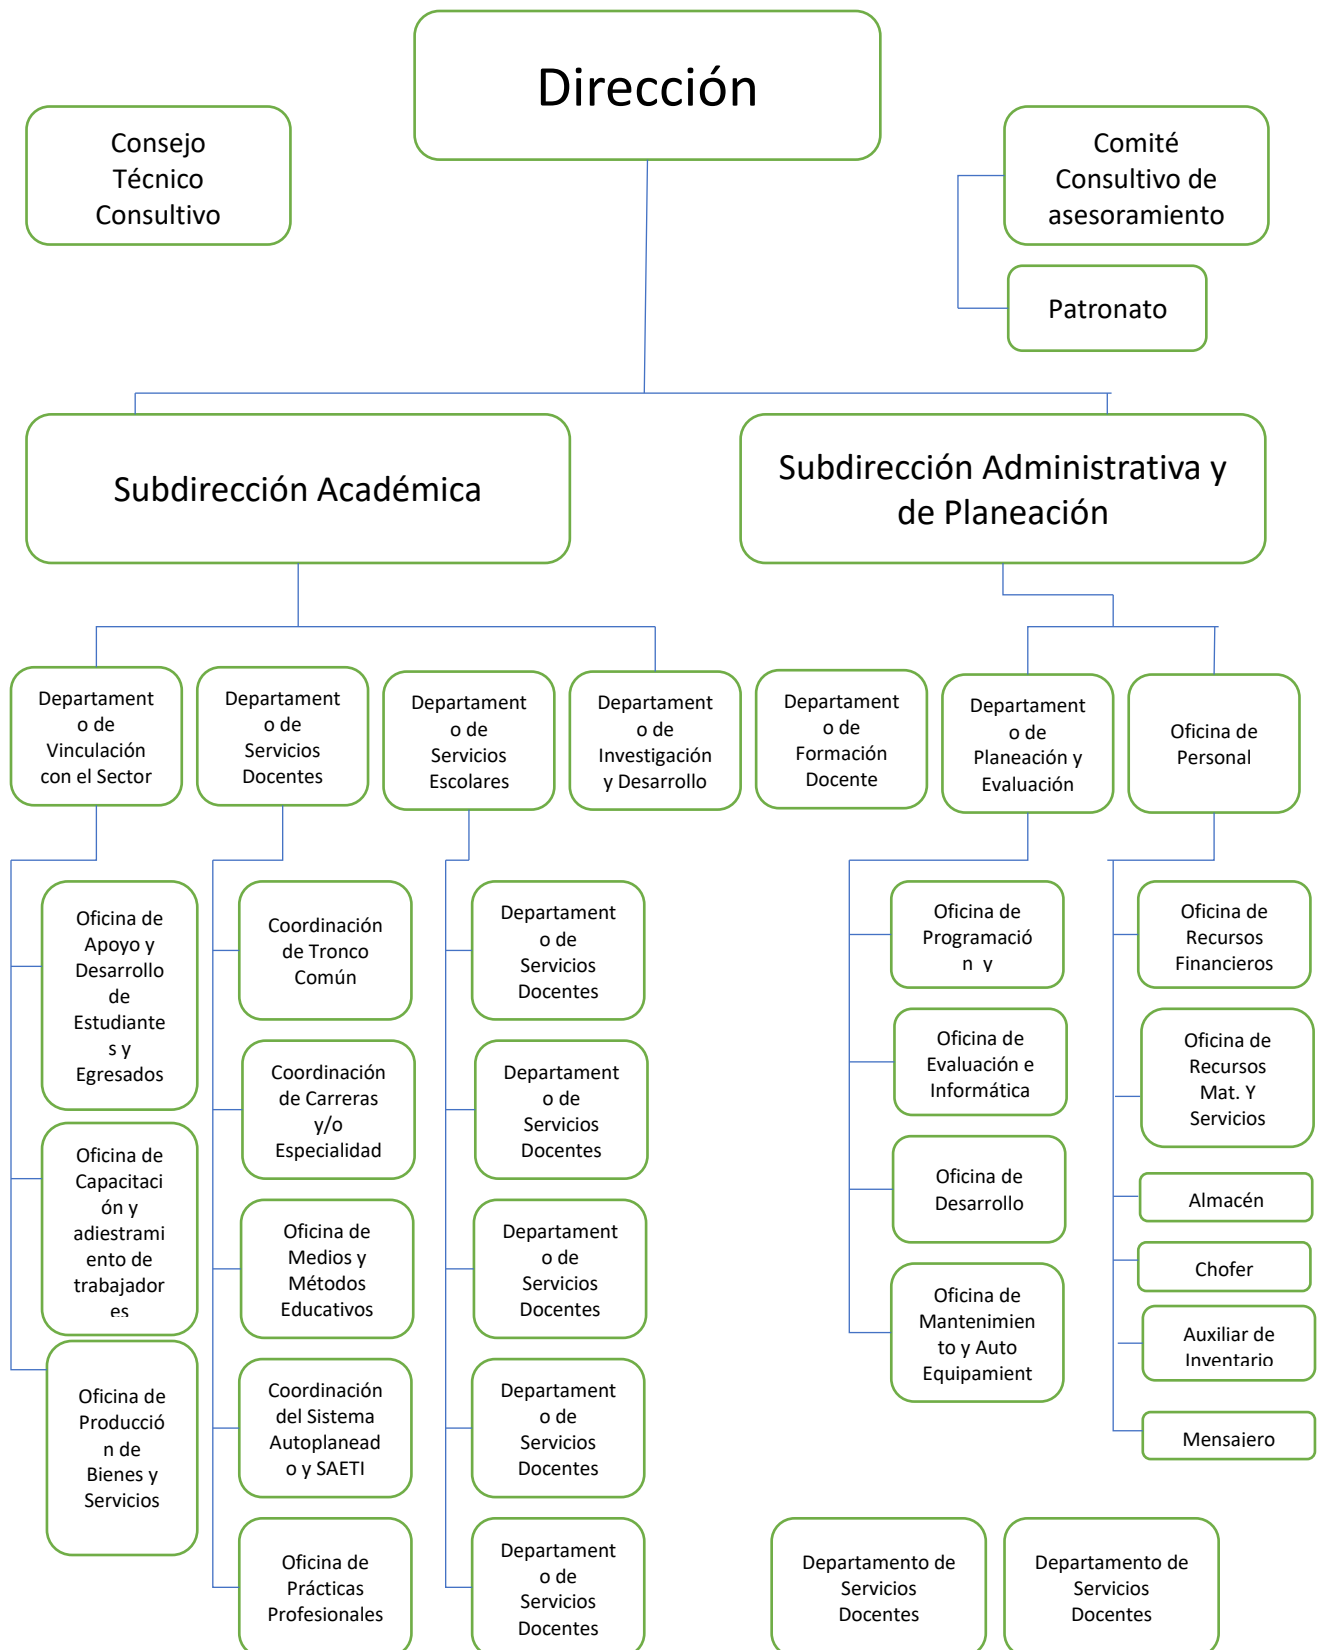 Dirección
Consejo
Técnico
Consultivo
Comité
Consultivo de
asesoramiento
Patronato
Subdirección Académica
Subdirección Administrativa y
de Planeación
Departament
o de
Vinculación
con el Sector
Departament
o de
Servicios
Docentes
Departament
o de
Servicios
Escolares
Departament
o de
Investigación
y Desarrollo
Departament
o de
Formación
Docente
Departament
o de
Planeación y
Evaluación
Oficina de
Personal
Oficina de
Apoyo y
Desarrollo
de
Estudiante
s y
Egresados
Oficina de
Capacitaci
ón y
adiestrami
ento de
trabajador
es
Oficina de
Producció
n de
Bienes y
Servicios
Coordinación
de Tronco
Común
Coordinación
de Carreras
y/o
Especialidad
Oficina de
Medios y
Métodos
Educativos
Coordinación
del Sistema
Autoplanead
o y SAETI
Oficina de
Prácticas
Profesionales
Departament
o de
Servicios
Docentes
Departament
o de
Servicios
Docentes
Departament
o de
Servicios
Docentes
Departament
o de
Servicios
Docentes
Departament
o de
Servicios
Docentes
Oficina de
Programació
n y
Oficina de
Evaluación e
Informática
Oficina de
Desarrollo
Oficina de
Mantenimien
to y Auto
Equipamient
Oficina de
Recursos
Financieros
Oficina de
Recursos
Mat. Y
Servicios
Almacén
Chofer
Auxiliar de
Inventario
Mensajero
Departamento de
Servicios
Docentes
Departamento de
Servicios
Docentes